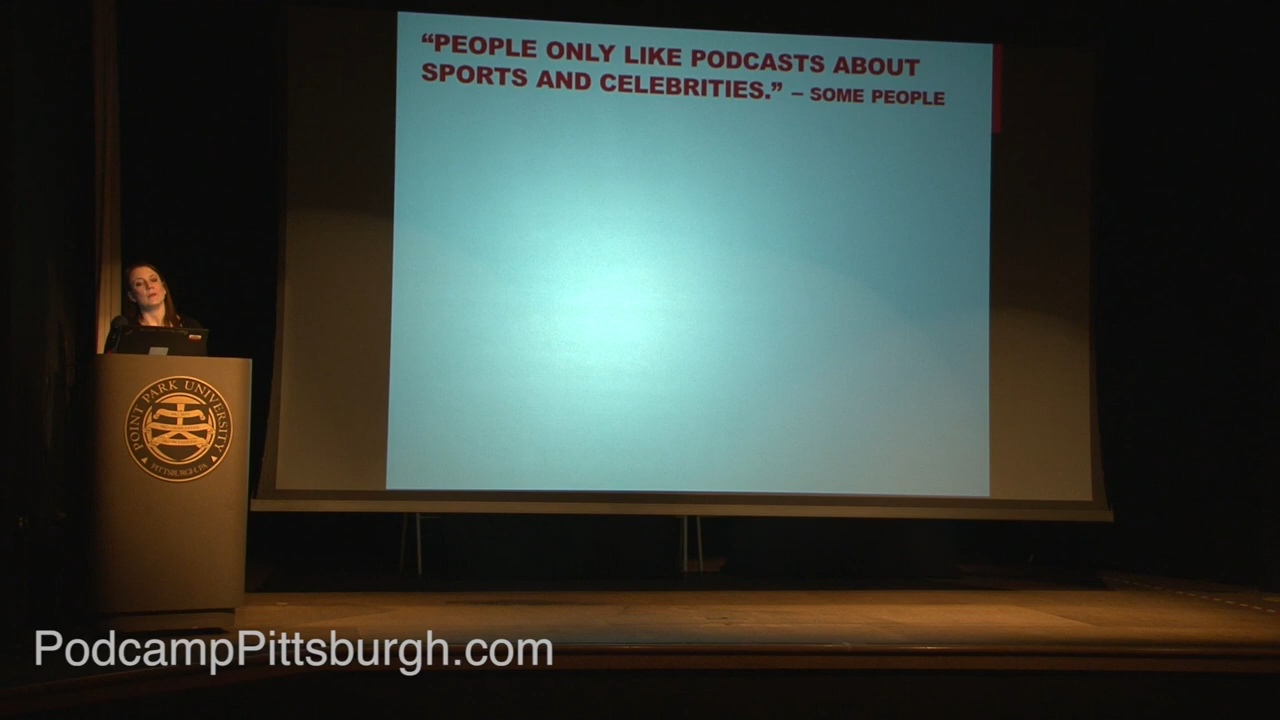 “PEOPLE ONLY LIKE PODCASTS ABOUT
SPORTS AND CELEBRITIES.” – SOME PEOPLE
POINT PARK UNIVERSITY
PITTSBURGH, PA
PodcampPittsburgh.com